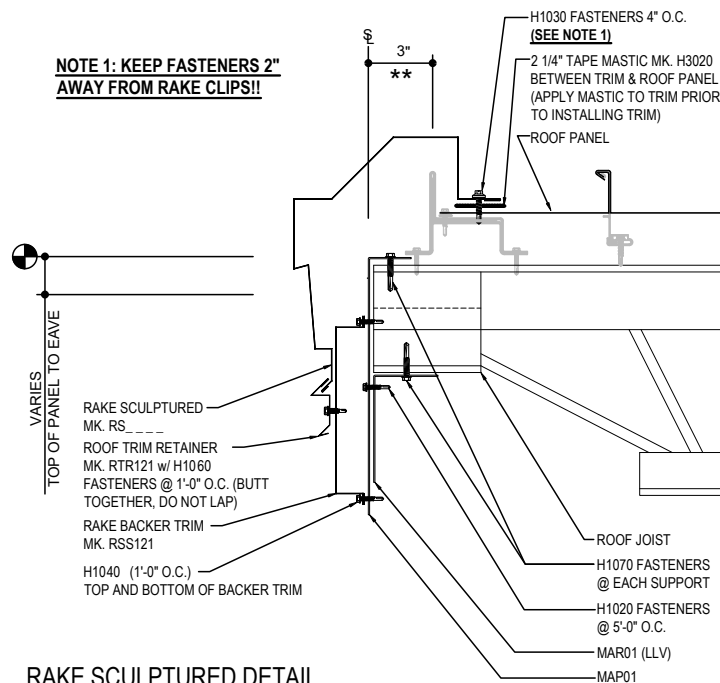 NOTE 1: KEEP FASTENERS 2"
AWAY FROM RAKE CLIPS!!
3"
**
H1030 FASTENERS 4" O.C.
(SEE NOTE 1)
2 1/4" TAPE MASTIC MK. H3020
BETWEEN TRIM & ROOF PANEL
(APPLY MASTIC TO TRIM PRIOR
TO INSTALLING TRIM)
ROOF PANEL
VARIES
TOP OF PANEL TO EAVE
RAKE SCULPTURED
MK. RS_ _ _ _
ROOF TRIM RETAINER
MK. RTR121 w/ H1060
FASTENERS @ 1'-0" O.C. (BUTT
TOGETHER, DO NOT LAP)
RAKE BACKER TRIM
MK. RSS121
H1040 (1'-0" O.C.)
TOP AND BOTTOM OF BACKER TRIM
ROOF JOIST
H1070 FASTENERS
@ EACH SUPPORT
H1020 FASTENERS
@ 5'-0" O.C.
MAR01 (LLV)
MAP01
RAKE SCULPTURED DETAIL